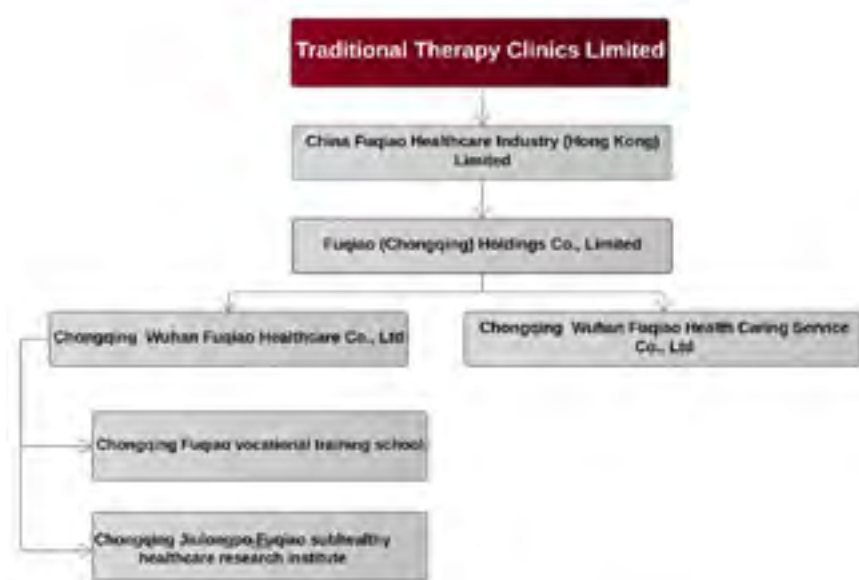 Traditional Therapy Clinics Limited
China Fuqiao Healthcare Industry (Hong Kong)
Limited
Fuqiao (Chongqing) Holdings Co., Limited
Chongqing Wuhan Fuqiao Healthcare Co., Ltd
Chongqing Wuhan Fuqiao Health Caring Service
Co., Ltd
Chongqing Fuqiao vocational training school
Chongqing Jiulongpo Fuqiao subhealthy
healthcare research institute